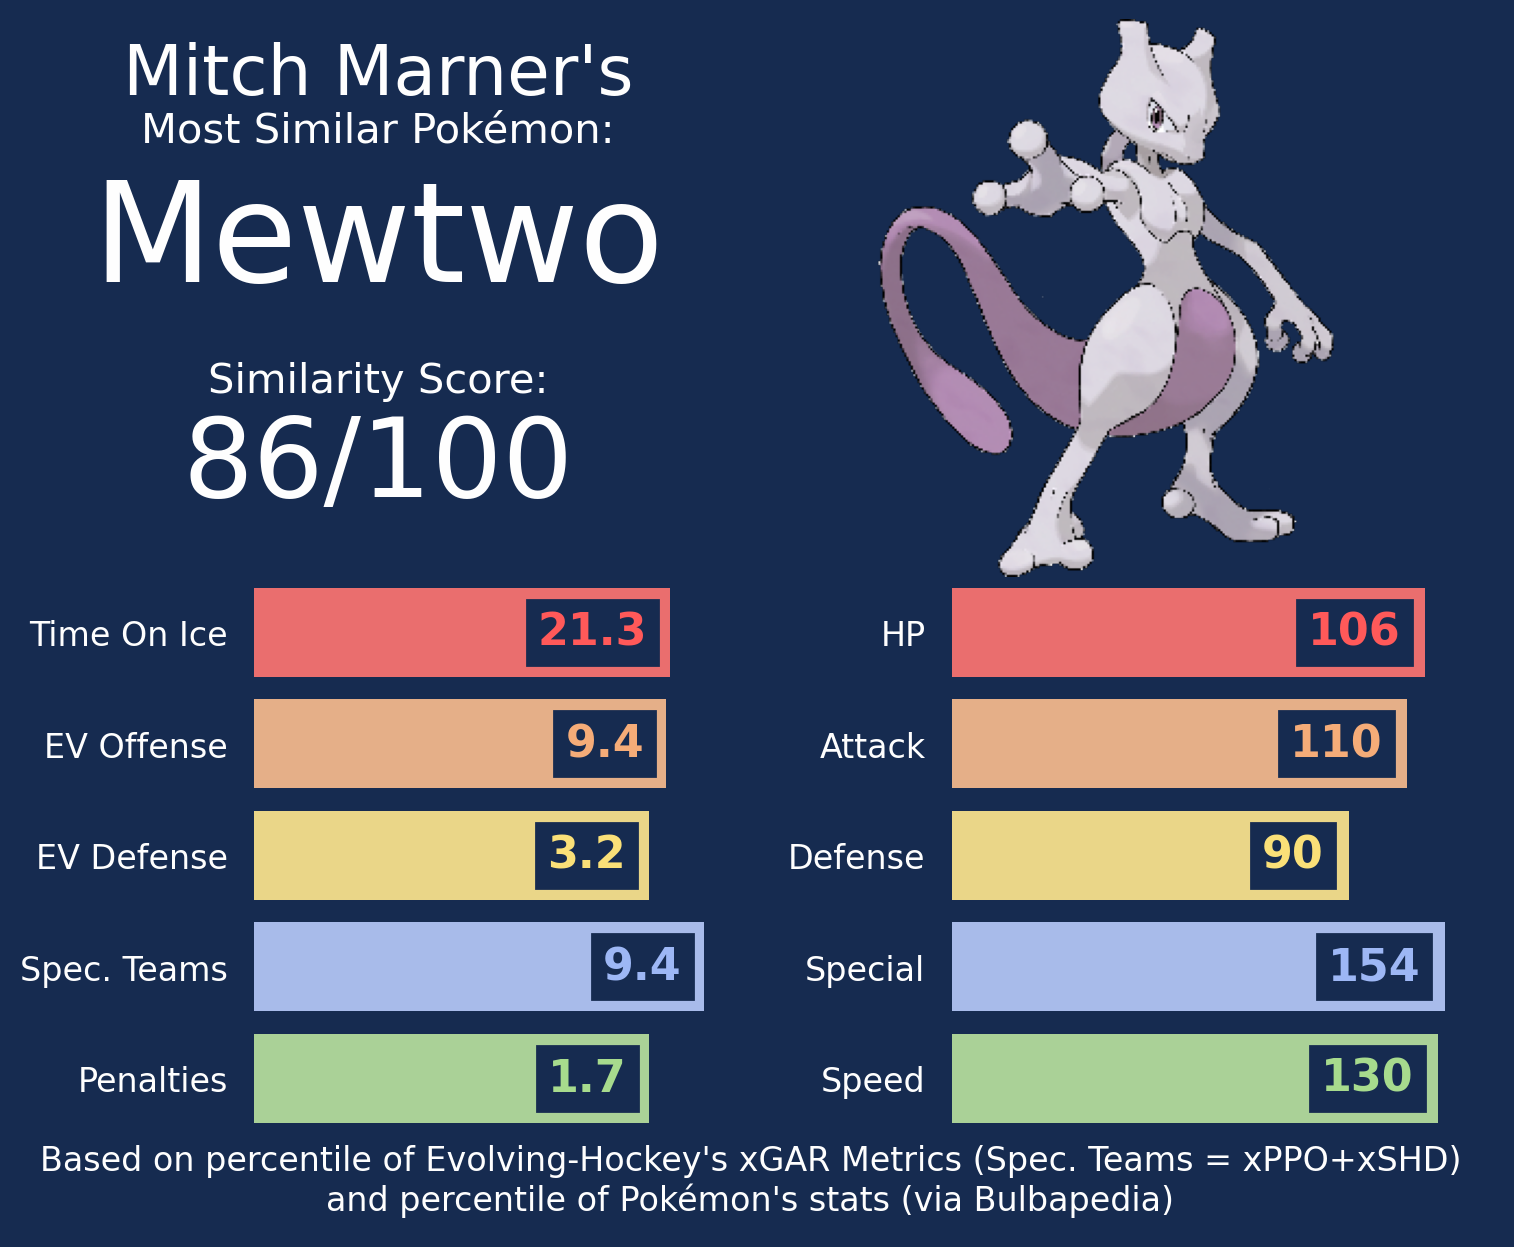 Mitch Marner's
Most Similar Pokémon:
Mewtwo
Similarity Score:
86/100
Time On Ice 21.3
EV Offense 9.4
EV Defense 3.2
Spec. Teams 9.4
Penalties 1.7
HP 106
Attack 110
Defense 90
Special 154
Speed 130
Based on percentile of Evolving-Hockey's xGAR Metrics (Spec. Teams = xPPO+xSHD)
and percentile of Pokémon's stats (via Bulbapedia)